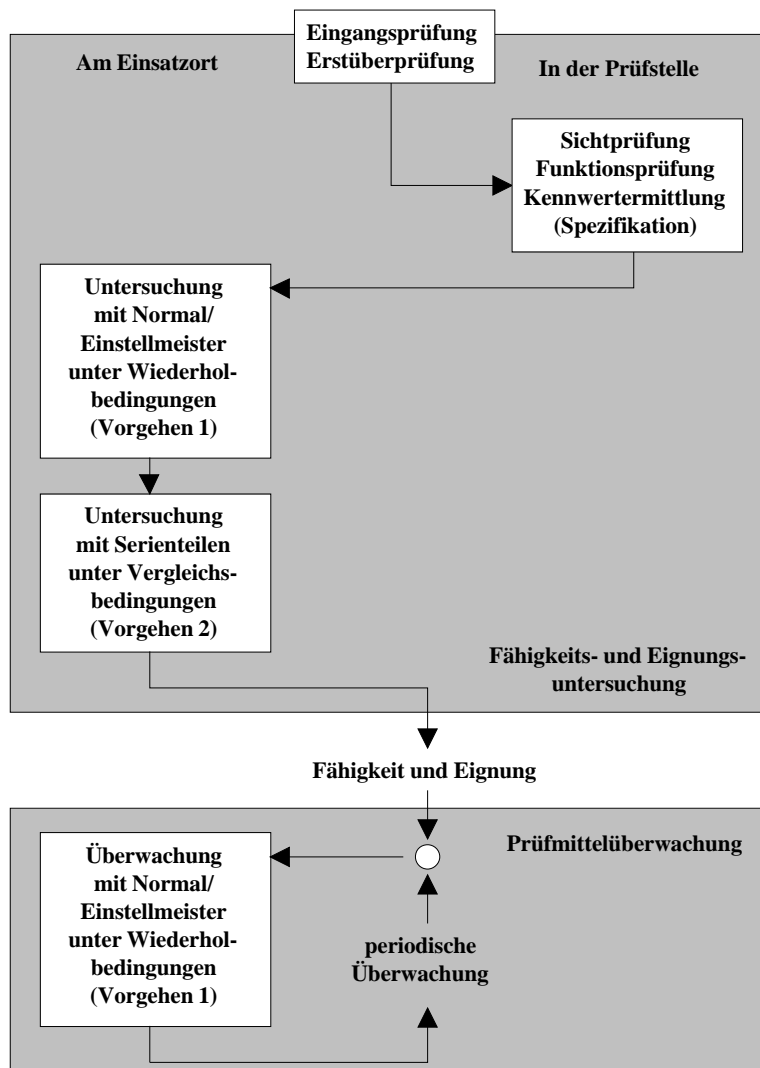 Eingangsprüfung
Erstüberprüfung
Am Einsatzort
In der Prüfstelle
Sichtprüfung
Funktionsprüfung
Kennwertermittlung
(Spezifikation)
Untersuchung
mit Normal/
Einstellmeister
unter Wiederhol-
bedingungen
(Vorgehen 1)
Untersuchung
mit Serienteilen
unter Vergleichs-
bedingungen
(Vorgehen 2)
Fähigkeits- und Eignungs-
untersuchung
Fähigkeit und Eignung
Prüfmittelüberwachung
Überwachung
mit Normal/
Einstellmeister
unter Wiederhol-
bedingungen
(Vorgehen 1)
periodische
Überwachung